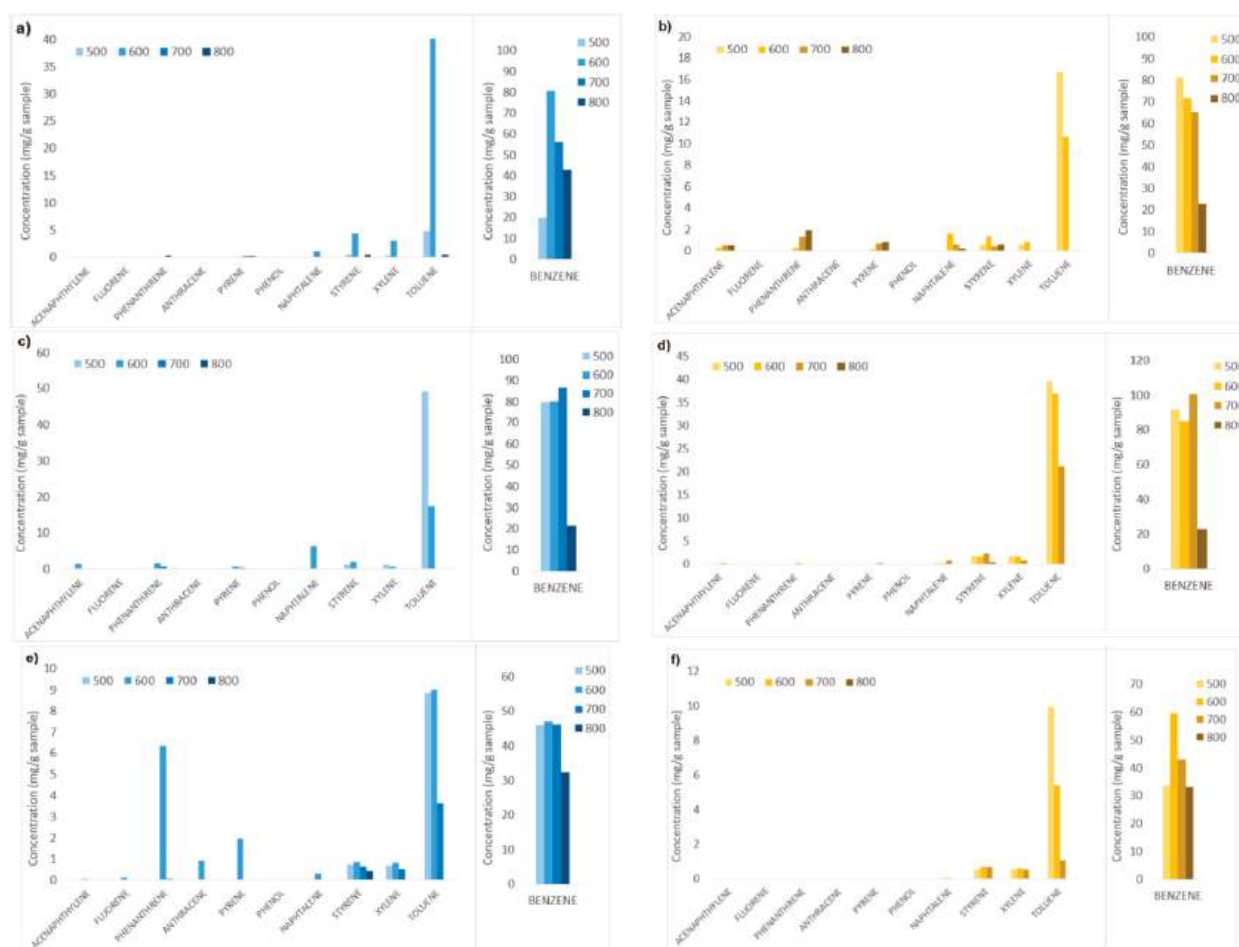 a)
Concentration (mg/g sample)
40
35
30
25
20
15
10
5
0
500 600 700 800
ACENAPHTHYLENE
FLUORENE
PHENANTHRENE
ANTHRACENE
PYRENE
PHENOL
NAPHTALENE
STYRENE
XYLENE
TOLUENE
Concentration (mg/g sample)
100
90
80
70
60
50
40
30
20
10
0
500
600
700
800
BENZENE
b)
Concentration (mg/g sample)
20
18
16
14
12
10
8
6
4
2
0
500 600 700 800
ACENAPHTHYLENE
FLUORENE
PHENANTHRENE
ANTHRACENE
PYRENE
PHENOL
NAPHTALENE
STYRENE
XYLENE
TOLUENE
Concentration (mg/g sample)
100
90
80
70
60
50
40
30
20
10
0
500
600
700
800
BENZENE
c)
Concentration (mg/g sample)
60
50
40
30
20
10
0
500 600 700 800
ACENAPHTHYLENE
FLUORENE
PHENANTHRENE
ANTHRACENE
PYRENE
PHENOL
NAPHTALENE
STYRENE
XYLENE
TOLUENE
Concentration (mg/g sample)
100
90
80
70
60
50
40
30
20
10
0
500
600
700
800
BENZENE
d)
Concentration (mg/g sample)
45
40
35
30
25
20
15
10
5
0
500 600 700 800
ACENAPHTHYLENE
FLUORENE
PHENANTHRENE
ANTHRACENE
PYRENE
PHENOL
NAPHTALENE
STYRENE
XYLENE
TOLUENE
Concentration (mg/g sample)
120
100
80
60
40
20
0
500
600
700
800
BENZENE
e)
Concentration (mg/g sample)
10
9
8
7
6
5
4
3
2
1
0
500 600 700 800
ACENAPHTHYLENE
FLUORENE
PHENANTHRENE
ANTHRACENE
PYRENE
PHENOL
NAPHTALENE
STYRENE
XYLENE
TOLUENE
Concentration (mg/g sample)
60
50
40
30
20
10
0
500
600
700
800
BENZENE
f)
Concentration (mg/g sample)
12
10
8
6
4
2
0
500 600 700 800
ACENAPHTHYLENE
FLUORENE
PHENANTHRENE
ANTHRACENE
PYRENE
PHENOL
NAPHTALENE
STYRENE
XYLENE
TOLUENE
Concentration (mg/g sample)
70
60
50
40
30
20
10
0
500
600
700
800
BENZENE